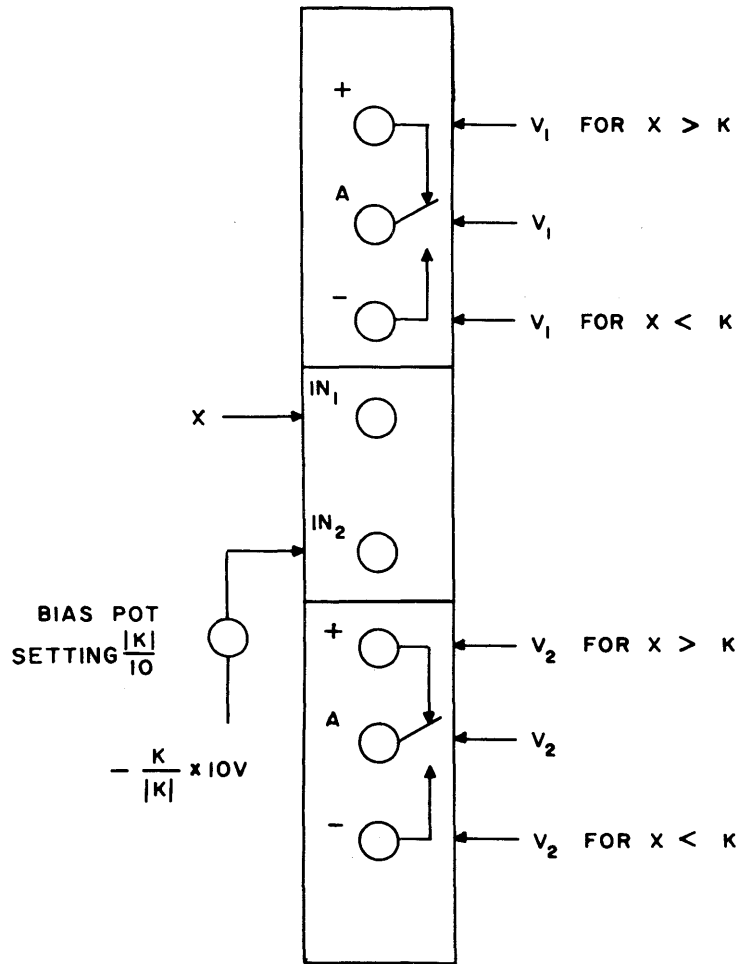 +
V₁ FOR X > K
A
V₁
−
V₁ FOR X < K
IN₁
X
IN₂
BIAS POT
SETTING |K|/10
− K/|K| × 10V
+
V₂ FOR X > K
A
V₂
−
V₂ FOR X < K